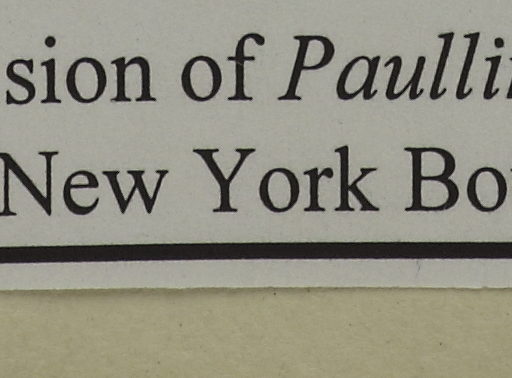 sion of Paulli
New York Bo